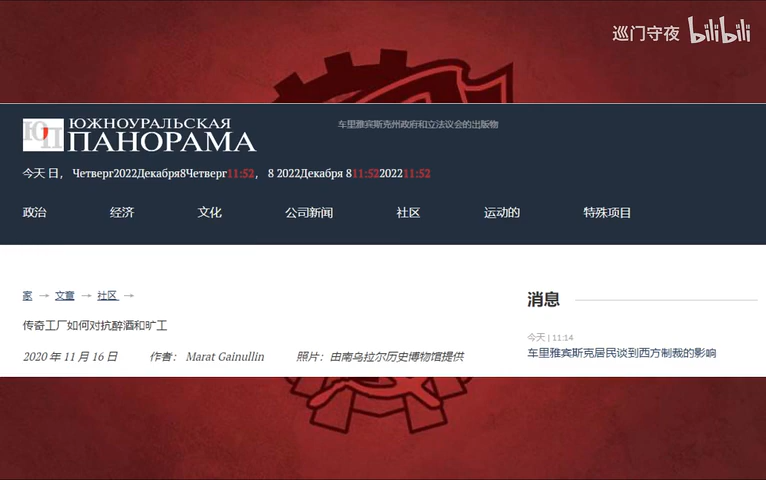 巡门守夜 bilibili
ЮП ЮЖНОУРАЛЬСКАЯ
ПАНОРАМА
车里雅宾斯克州政府和立法议会的出版物
今天 日， Четверг2022Декабря8Четверг11:52， 8 2022Декабря 811:52202211:52
政治 经济 文化 公司新闻 社区 运动的 特殊项目
家 → 文章 → 社区 →
传奇工厂如何对抗醉酒和旷工
2020 年 11 月 16 日 作者： Marat Gainullin 照片：由南乌拉尔历史博物馆提供
消息
今天 | 11:14
车里雅宾斯克居民谈到西方制裁的影响